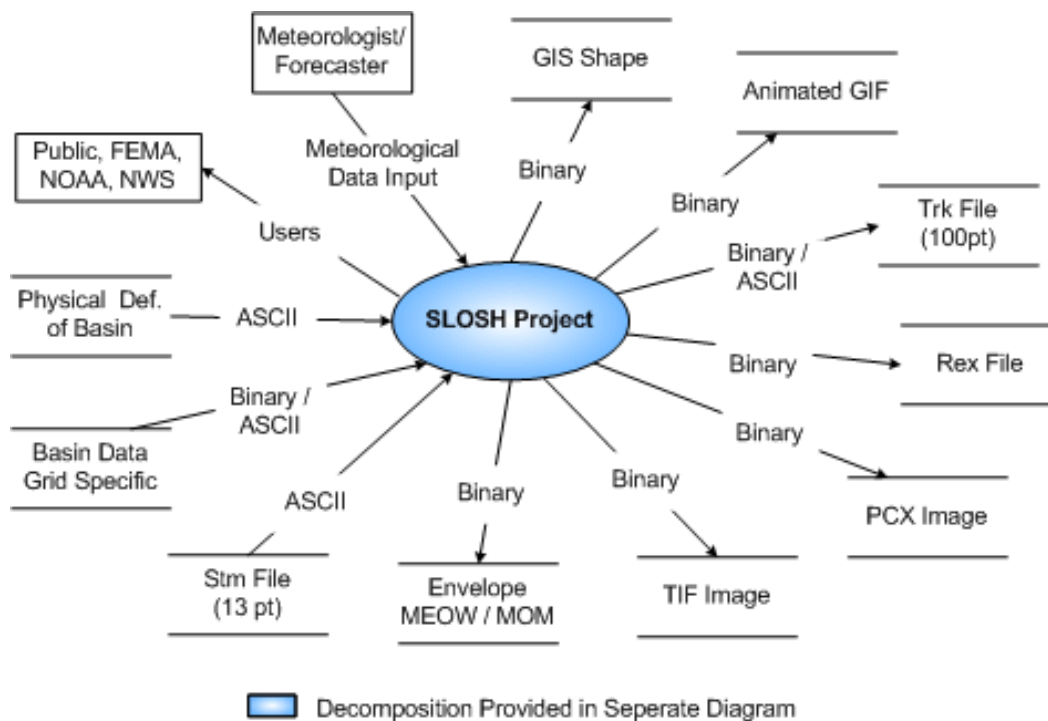 Meteorologist/
Forecaster
GIS Shape
Animated GIF
Public, FEMA,
NOAA, NWS
Meteorological
Data Input
Binary
Binary
Trk File
(100pt)
Users
Binary /
ASCII
Physical Def.
of Basin
ASCII
SLOSH Project
Binary
Rex File
Binary /
ASCII
Binary
Basin Data
Grid Specific
ASCII
Binary
Binary
PCX Image
Stm File
(13 pt)
Envelope
MEOW / MOM
TIF Image
Decomposition Provided in Seperate Diagram